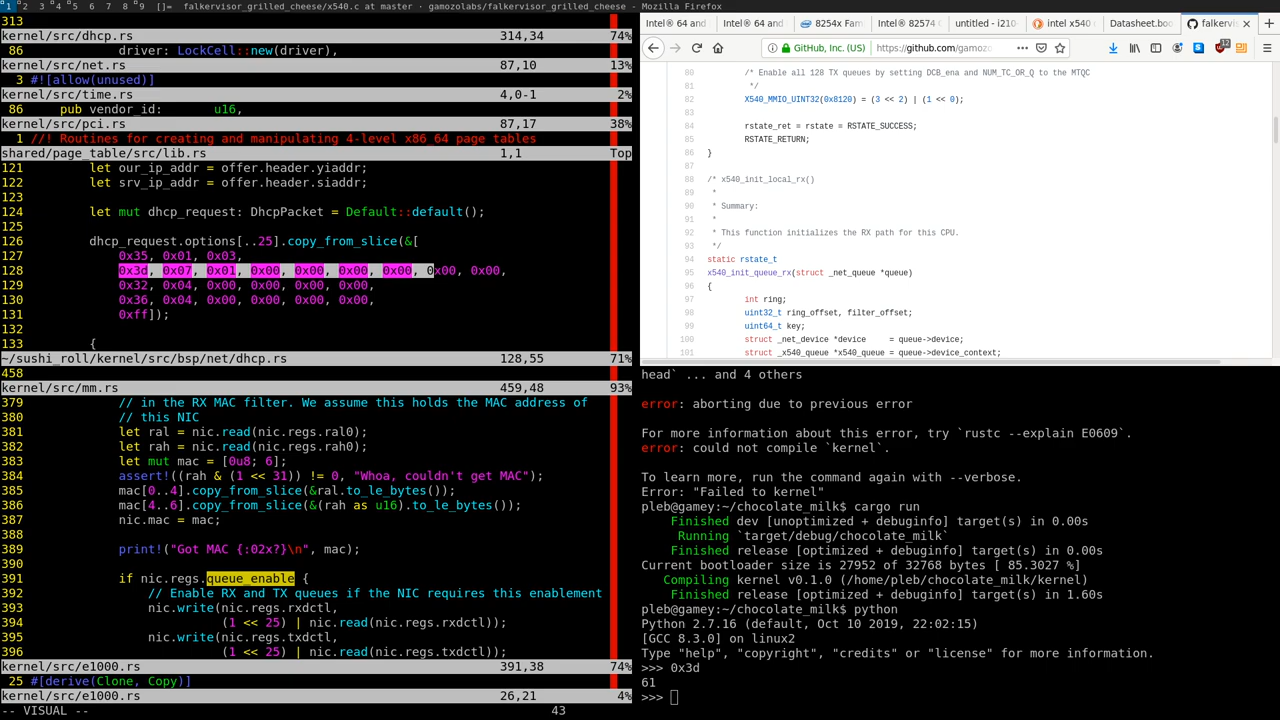 1 2 3 4 5 6 7 8 9 []= falkervisor_grilled_cheese/x540.c at master · gamozolabs/falkervisor_grilled_cheese - Mozilla Firefox
313
kernel/src/dhcp.rs 314,34 74%
86 driver: LockCell::new(driver),
kernel/src/net.rs 87,10 13%
3 #![allow(unused)]
kernel/src/time.rs 4,0-1 2%
86 pub vendor_id: u16,
kernel/src/pci.rs 87,17 38%
1 //! Routines for creating and manipulating 4-level x86_64 page tables
shared/page_table/src/lib.rs 1,1 Top
121 let our_ip_addr = offer.header.yiaddr;
122 let srv_ip_addr = offer.header.siaddr;
123
124 let mut dhcp_request: DhcpPacket = Default::default();
125
126 dhcp_request.options[..25].copy_from_slice(&[
127 0x35, 0x01, 0x03,
128 0x3d, 0x07, 0x01, 0x00, 0x00, 0x00, 0x00, 0x00, 0x00,
129 0x32, 0x04, 0x00, 0x00, 0x00, 0x00,
130 0x36, 0x04, 0x00, 0x00, 0x00, 0x00,
131 0xff]);
132
133 {
~/sushi_roll/kernel/src/bsp/net/dhcp.rs 128,55 71%
458
kernel/src/mm.rs 459,48 93%
379 // in the RX MAC filter. We assume this holds the MAC address of
380 // this NIC
381 let ral = nic.read(nic.regs.ral0);
382 let rah = nic.read(nic.regs.rah0);
383 let mut mac = [0u8; 6];
384 assert!((rah & (1 << 31)) != 0, "Whoa, couldn't get MAC");
385 mac[0..4].copy_from_slice(&ral.to_le_bytes());
386 mac[4..6].copy_from_slice(&(rah as u16).to_le_bytes());
387 nic.mac = mac;
388
389 print!("Got MAC {:02x?}\n", mac);
390
391 if nic.regs.queue_enable {
392 // Enable RX and TX queues if the NIC requires this enablement
393 nic.write(nic.regs.rxdctl,
394 (1 << 25) | nic.read(nic.regs.rxdctl));
395 nic.write(nic.regs.txdctl,
396 (1 << 25) | nic.read(nic.regs.txdctl));
kernel/src/e1000.rs 391,38 74%
25 #[derive(Clone, Copy)]
kernel/src/e1000.rs 26,21 4%
-- VISUAL -- 43
Intel® 64 and Intel® 64 and 8254x Fam Intel® 82574 untitled - i210- intel x540 Datasheet.boo falkervis
GitHub, Inc. (US) https://github.com/gamozo 12
80 /* Enable all 128 TX queues by setting DCB_ena and NUM_TC_OR_Q to the MTQC
81 */
82 X540_MMIO_UINT32(0x8120) = (3 << 2) | (1 << 0);
83
84 rstate_ret = rstate = RSTATE_SUCCESS;
85 RSTATE_RETURN;
86 }
87
88 /* x540_init_local_rx()
89 *
90 * Summary:
91 *
92 * This function initializes the RX path for this CPU.
93 */
94 static rstate_t
95 x540_init_queue_rx(struct _net_queue *queue)
96 {
97 int ring;
98 uint32_t ring_offset, filter_offset;
99 uint64_t key;
100 struct _net_device *device = queue->device;
101 struct _x540_queue *x540_queue = queue->device_context;
head` ... and 4 others
error: aborting due to previous error
For more information about this error, try `rustc --explain E0609`.
error: could not compile `kernel`.
To learn more, run the command again with --verbose.
Error: "Failed to kernel"
pleb@gamey:~/chocolate_milk$ cargo run
Finished dev [unoptimized + debuginfo] target(s) in 0.00s
Running `target/debug/chocolate_milk`
Finished release [optimized + debuginfo] target(s) in 0.00s
Current bootloader size is 27952 of 32768 bytes [ 85.3027 %]
Compiling kernel v0.1.0 (/home/pleb/chocolate_milk/kernel)
Finished release [optimized + debuginfo] target(s) in 1.60s
pleb@gamey:~/chocolate_milk$ python
Python 2.7.16 (default, Oct 10 2019, 22:02:15)
[GCC 8.3.0] on linux2
Type "help", "copyright", "credits" or "license" for more information.
>>> 0x3d
61
>>>